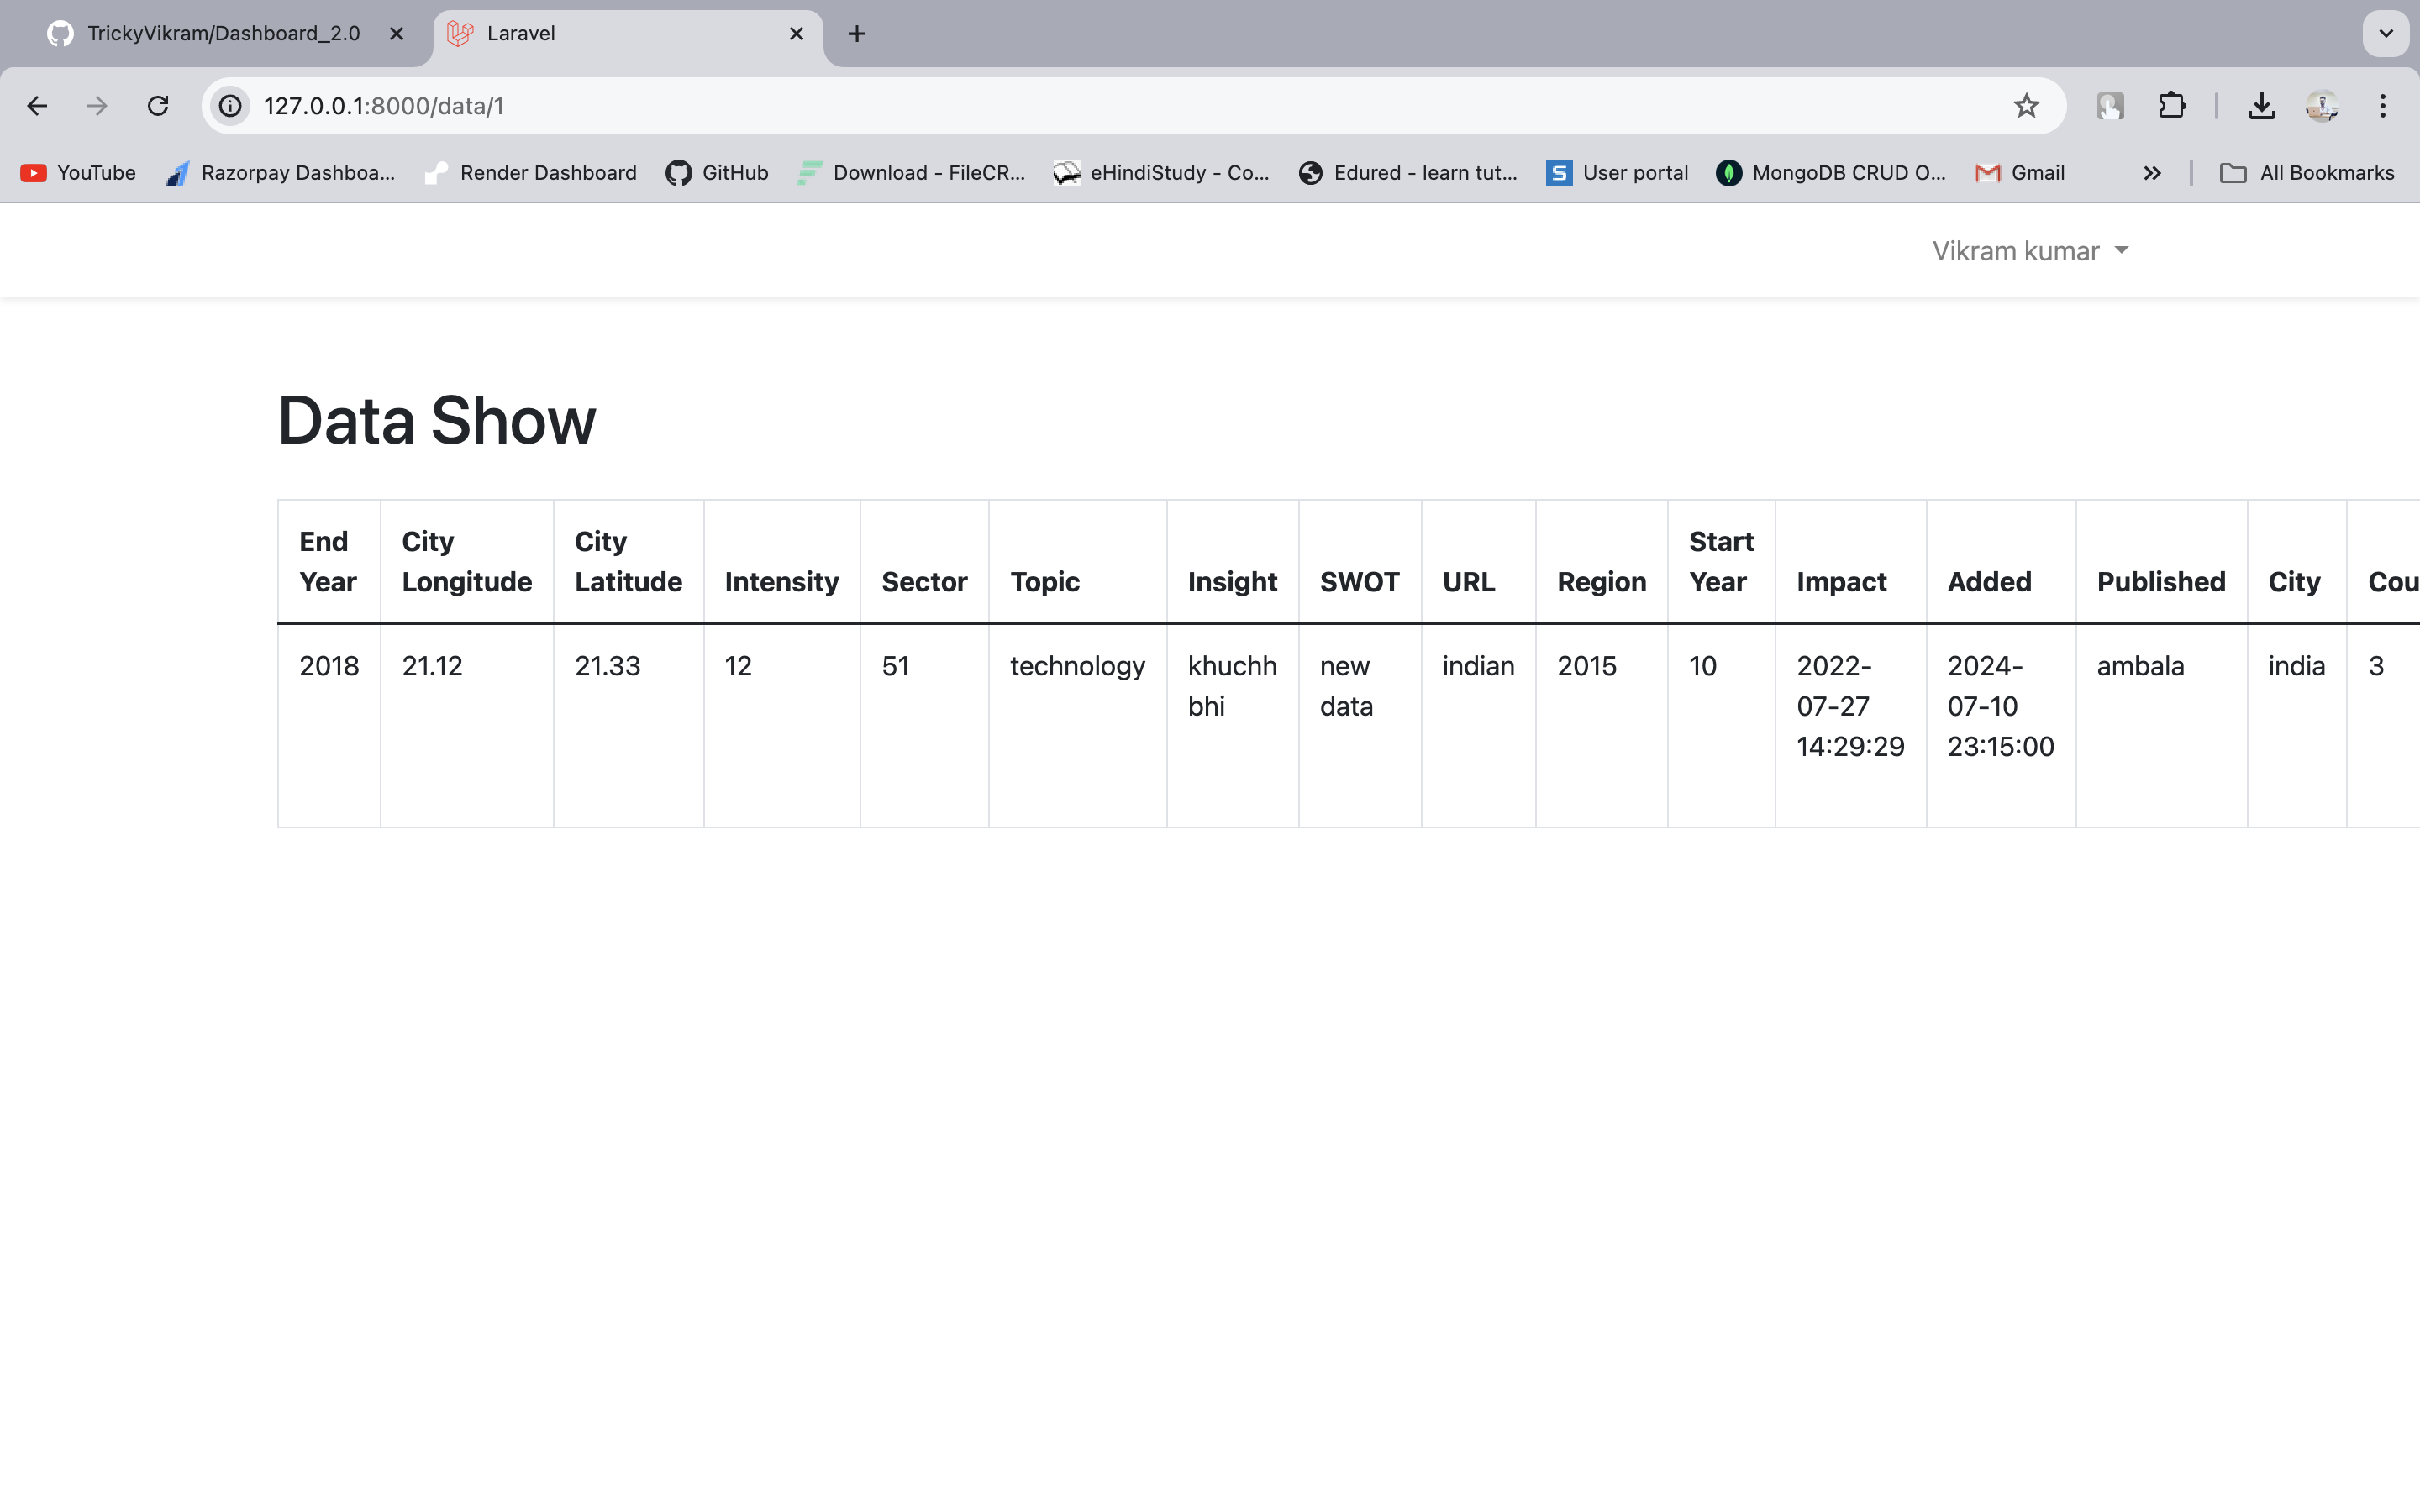 TrickyVikram/Dashboard_2.0
Laravel
127.0.0.1:8000/data/1
YouTube Razorpay Dashboa... Render Dashboard GitHub Download - FileCR... eHindiStudy - Co... Edured - learn tut... S User portal MongoDB CRUD O... Gmail All Bookmarks
Vikram kumar
Data Show
End Year City Longitude City Latitude Intensity Sector Topic Insight SWOT URL Region Start Year Impact Added Published City Cou
2018 21.12 21.33 12 51 technology khuchh bhi new data indian 2015 10 2022-07-27 14:29:29 2024-07-10 23:15:00 ambala india 3